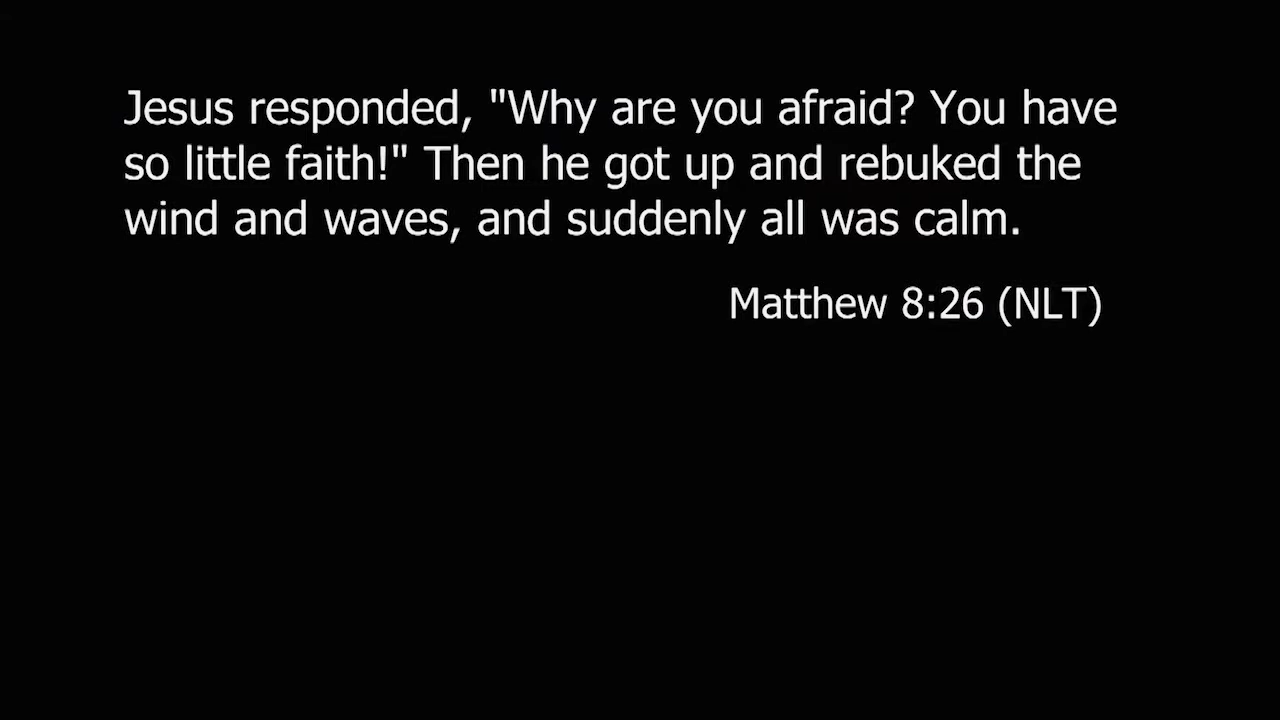 Jesus responded, "Why are you afraid? You have
so little faith!" Then he got up and rebuked the
wind and waves, and suddenly all was calm.
Matthew 8:26 (NLT)